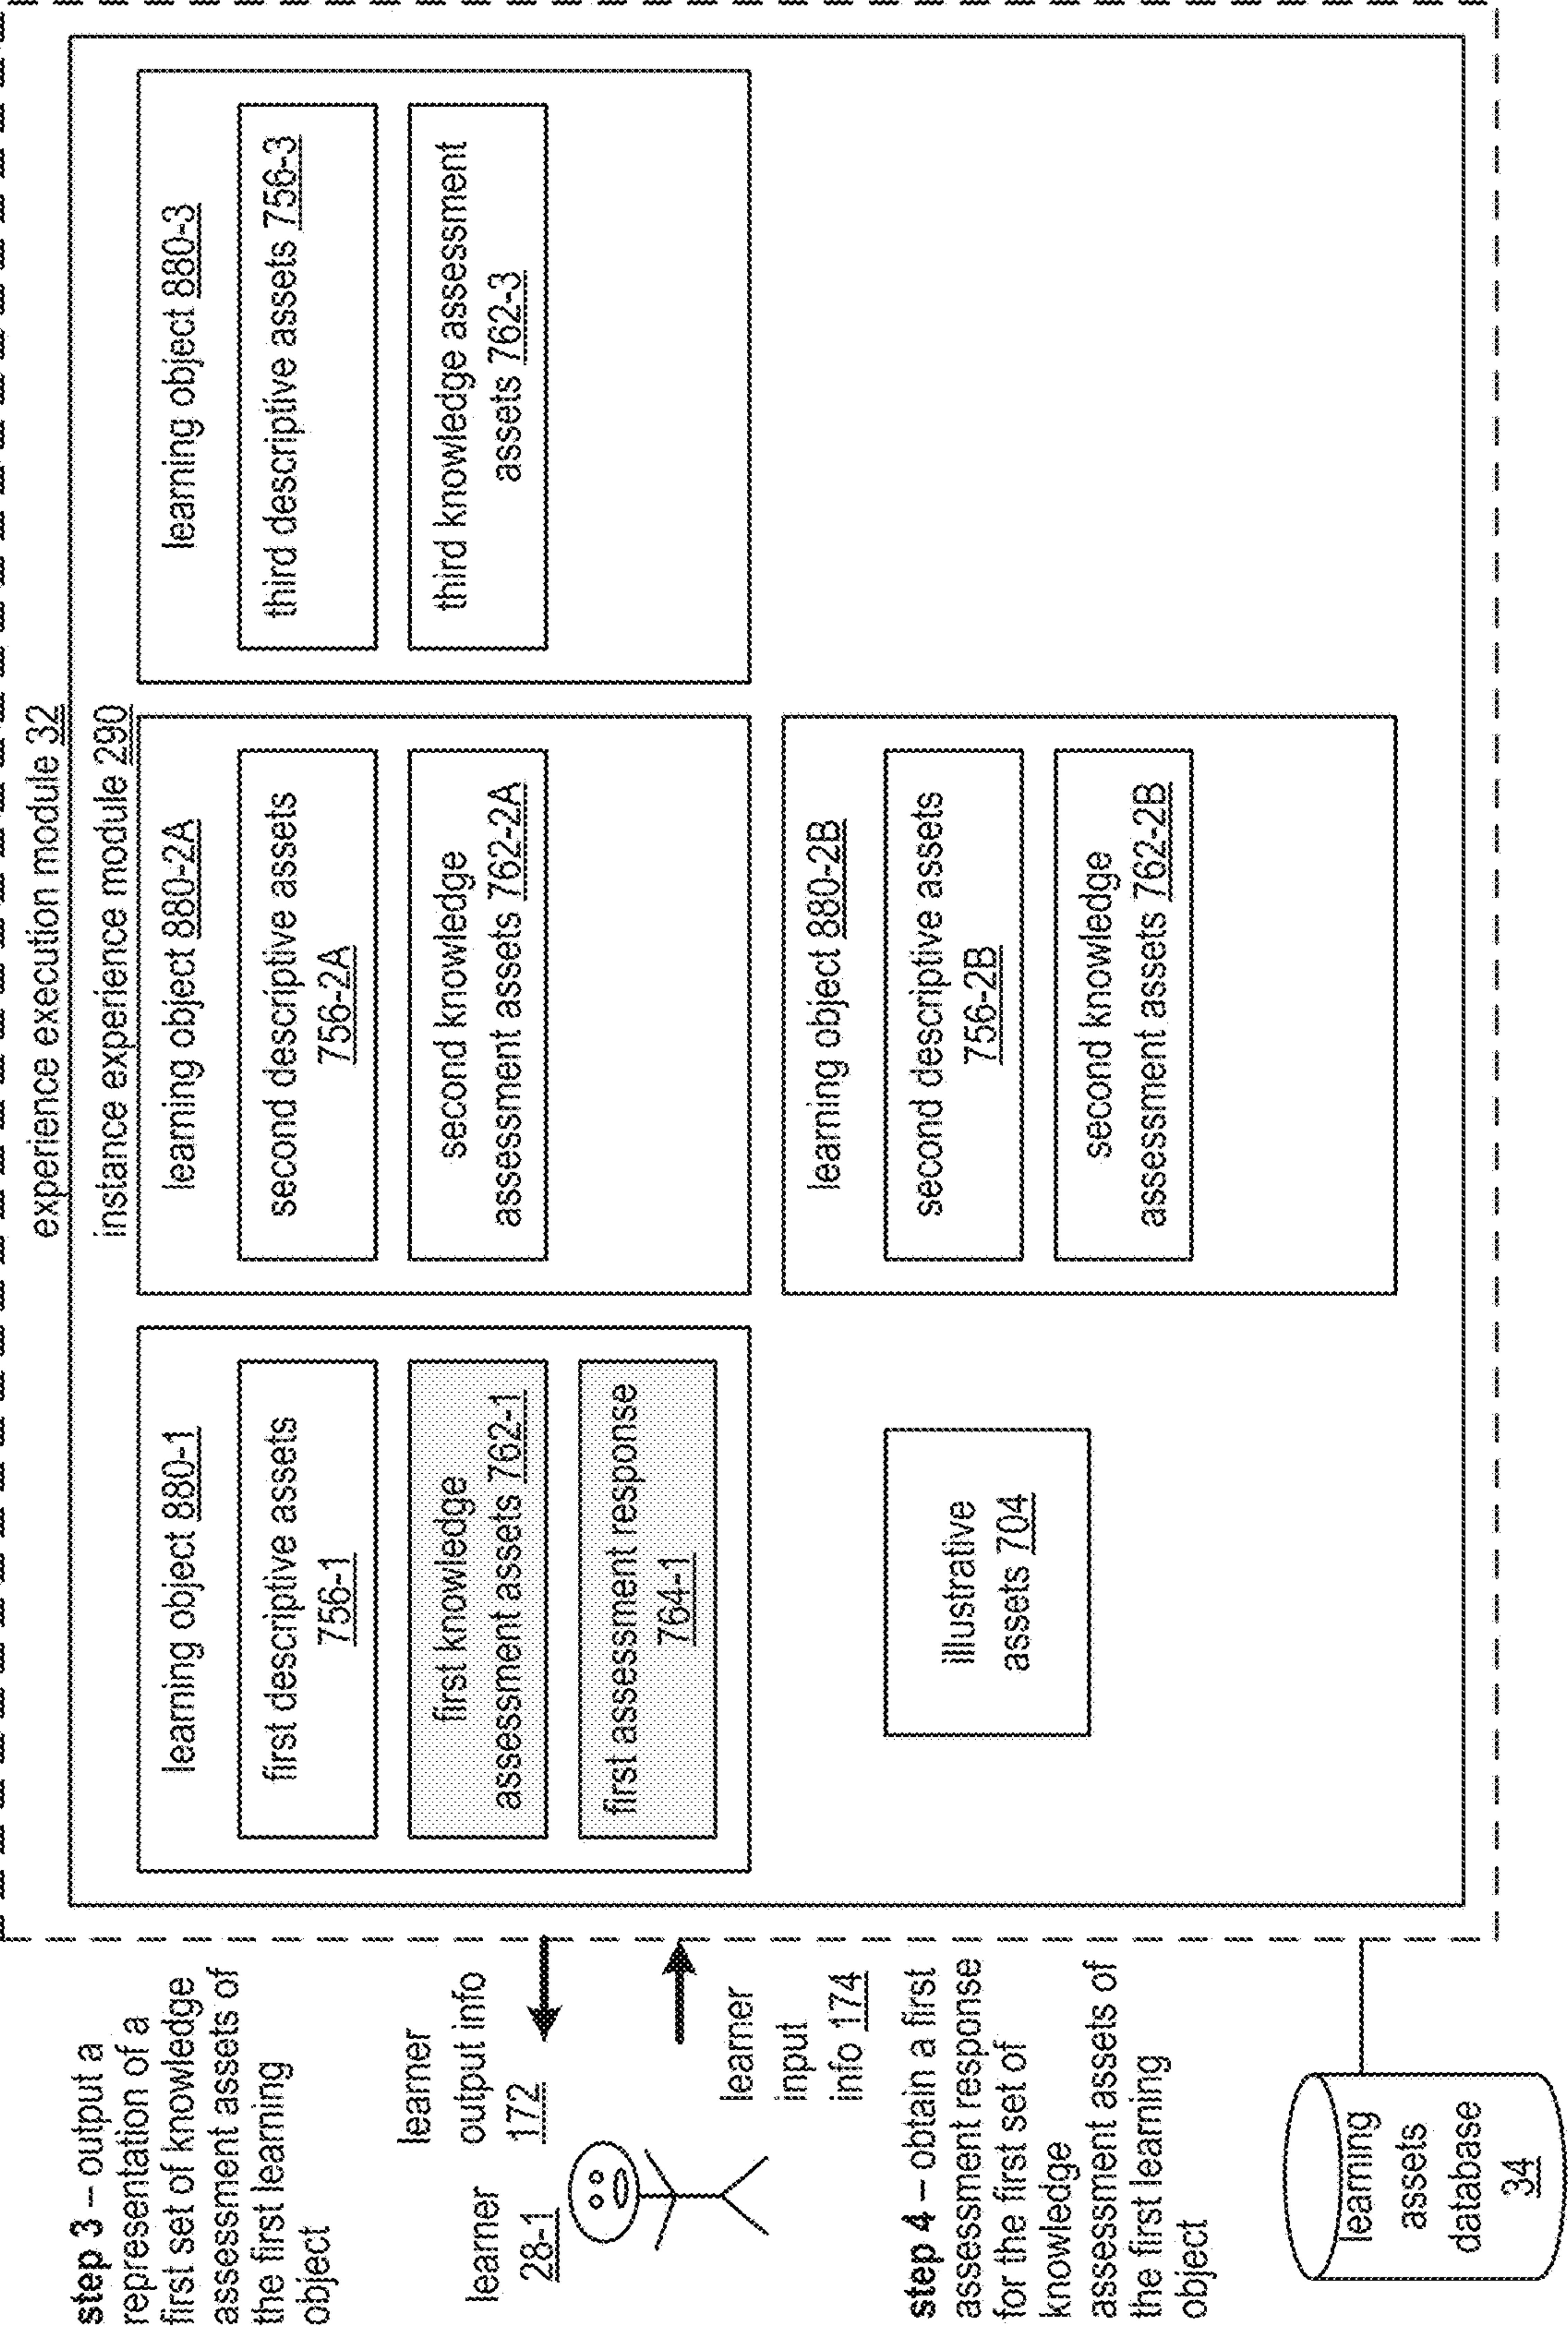 step 3 – output a
representation of a
first set of knowledge
assessment assets of
the first learning
object
learner
output info
172
learner
28-1
learner
input
info 174
step 4 – obtain a first
assessment response
for the first set of
knowledge
assessment assets of
the first learning
object
learning
assets
database
34
experience execution module 32
instance experience module 290
learning object 880-1
first descriptive assets
756-1
first knowledge
assessment assets 762-1
first assessment response
764-1
illustrative
assets 704
learning object 880-2A
second descriptive assets
756-2A
second knowledge
assessment assets 762-2A
learning object 880-2B
second descriptive assets
756-2B
second knowledge
assessment assets 762-2B
learning object 880-3
third descriptive assets 756-3
third knowledge assessment
assets 762-3